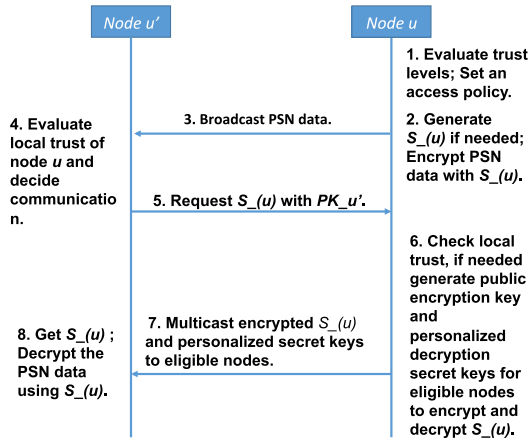 Node u'
Node u
1. Evaluate trust
levels; Set an
access policy.
2. Generate
S_(u) if needed;
Encrypt PSN
data with S_(u).
3. Broadcast PSN data.
4. Evaluate
local trust of
node u and
decide
communicatio
n.
5. Request S_(u) with PK_u'.
6. Check local
trust, if needed
generate public
encryption key
and
personalized
decryption
secret keys for
eligible nodes
to encrypt and
decrypt S_(u).
7. Multicast encrypted S_(u)
and personalized secret keys
to eligible nodes.
8. Get S_(u) ;
Decrypt the
PSN data
using S_(u).